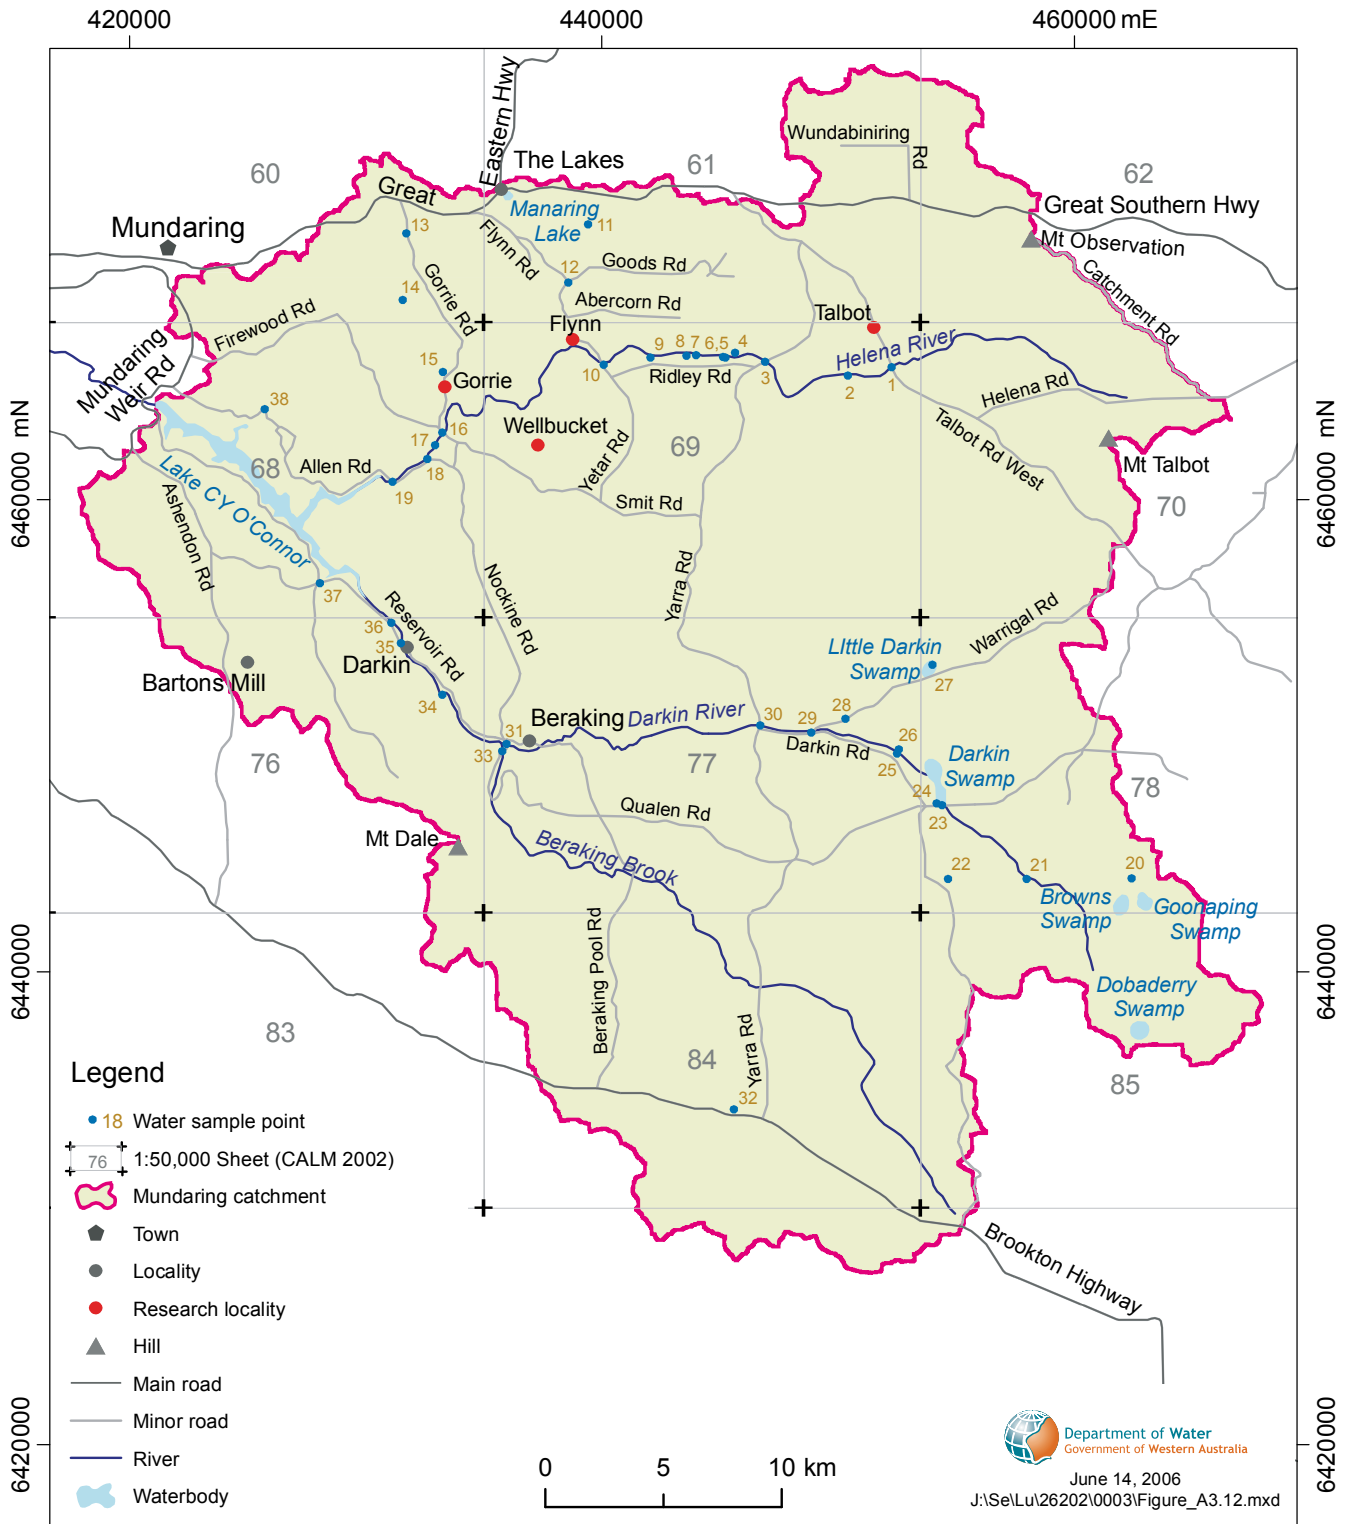 420000
440000
460000 mE
Eastern Hwy
Wundabiniring
Rd
The Lakes
60
61
62
Great
Great Southern Hwy
Manaring
Lake
Mundaring
13
11
Flynn Rd
Mt Observation
Catchment Rd
12
Goods Rd
Gorrie Rd
14
Abercorn Rd
Talbot
Firewood Rd
Flynn
Helena River
Mundaring
Weir Rd
9
8
7
6,5
4
15
10
Ridley Rd
3
2
1
Gorrie
Helena Rd
38
Wellbucket
Talbot Rd West
16
17
69
Yetar Rd
Mt Talbot
68
Allen Rd
18
19
Smit Rd
70
6460000 mN
6460000 mN
Lake CY O'Connor
Ashendon Rd
Nockine Rd
Yarra Rd
37
Reservoir Rd
Warrigal Rd
36
35
Darkin
LIttle Darkin
Swamp
27
Bartons Mill
34
Beraking
Darkin River
30
29
28
31
33
Darkin Rd
26
25
Darkin
Swamp
76
77
78
24
23
Qualen Rd
Mt Dale
Beraking Brook
22
21
20
Browns
Swamp
Goonaping
Swamp
Beraking Pool Rd
6440000
6440000
Dobaderry
Swamp
83
84
85
Yarra Rd
32
Legend
18 Water sample point
76 1:50,000 Sheet (CALM 2002)
Mundaring catchment
Town
Locality
Research locality
Hill
Main road
Minor road
River
Waterbody
Brookton Highway
6420000
6420000
0 5 10 km
Department of Water
Government of Western Australia
June 14, 2006
J:\Se\Lu\26202\0003\Figure_A3.12.mxd